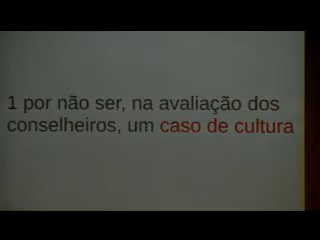 1 por não ser, na avaliação dos
conselheiros, um caso de cultura